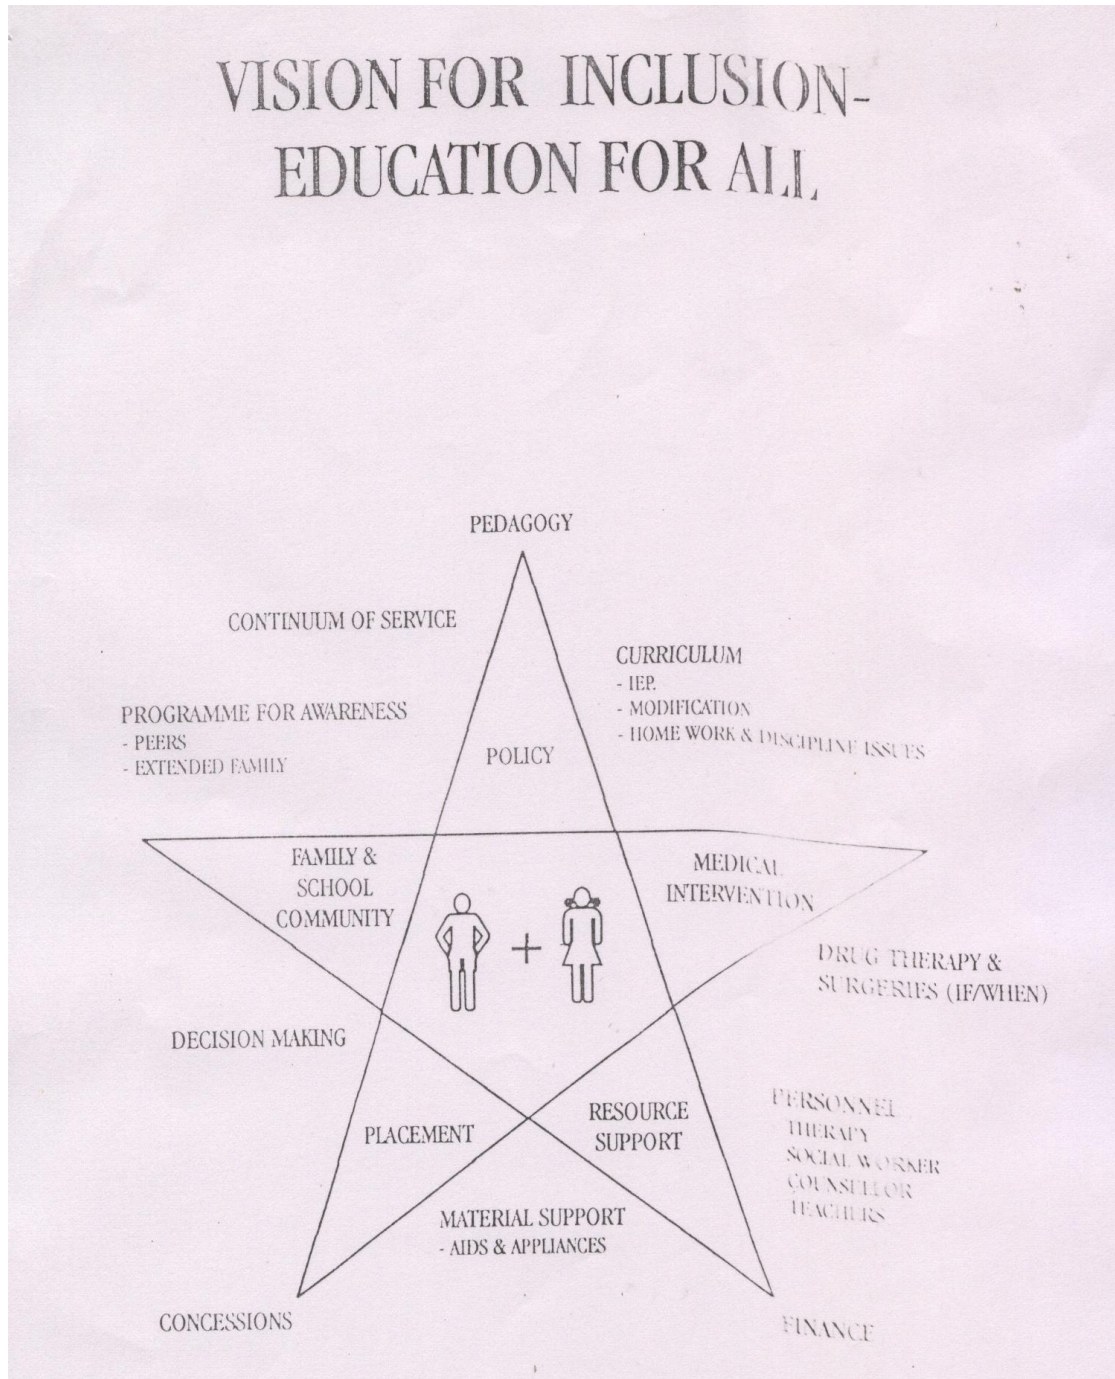 VISION FOR INCLUSION-
EDUCATION FOR ALL
PEDAGOGY
CONTINUUM OF SERVICE
CURRICULUM
- IEP.
- MODIFICATION
- HOME WORK & DISCIPLINE ISSUES
PROGRAMME FOR AWARENESS
- PEERS
- EXTENDED FAMILY
POLICY
FAMILY &
SCHOOL
COMMUNITY
MEDICAL
INTERVENTION
+
DRUG THERAPY &
SURGERIES (IF/WHEN)
DECISION MAKING
PLACEMENT
RESOURCE
SUPPORT
PERSONNEL
THERAPY
SOCIAL WORKER
COUNSELLOR
TEACHERS
MATERIAL SUPPORT
- AIDS & APPLIANCES
CONCESSIONS
FINANCE